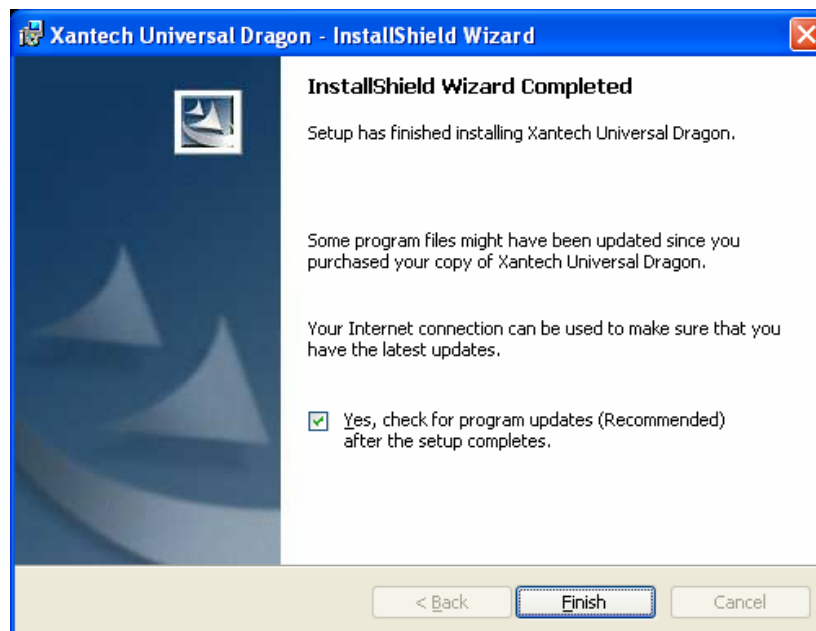 Xantech Universal Dragon - InstallShield Wizard
InstallShield Wizard Completed
Setup has finished installing Xantech Universal Dragon.
Some program files might have been updated since you
purchased your copy of Xantech Universal Dragon.
Your Internet connection can be used to make sure that you
have the latest updates.
Yes, check for program updates (Recommended)
after the setup completes.
< Back
Finish
Cancel